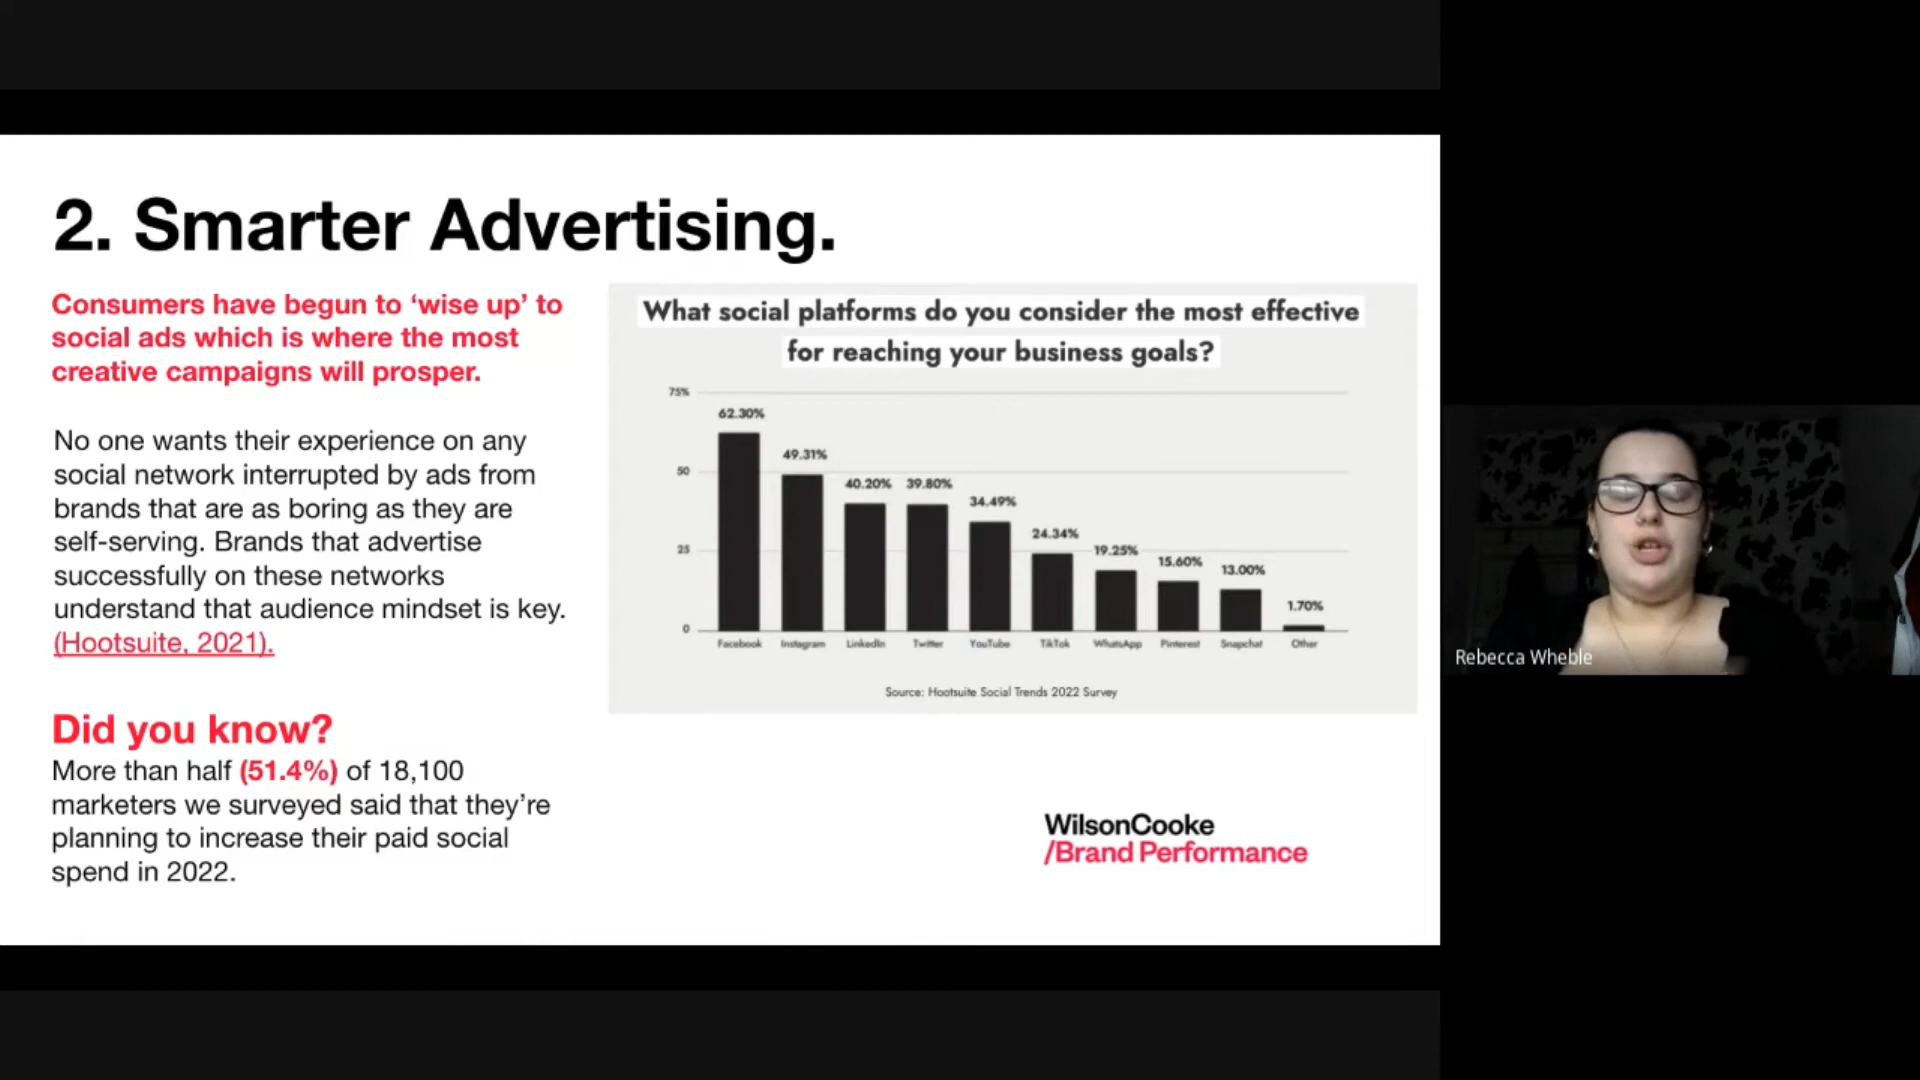 2. Smarter Advertising.
Consumers have begun to ‘wise up’ to
social ads which is where the most
creative campaigns will prosper.
No one wants their experience on any
social network interrupted by ads from
brands that are as boring as they are
self-serving. Brands that advertise
successfully on these networks
understand that audience mindset is key.
(Hootsuite, 2021).
Did you know?
More than half (51.4%) of 18,100
marketers we surveyed said that they’re
planning to increase their paid social
spend in 2022.
What social platforms do you consider the most effective
for reaching your business goals?
75%
50
25
0
62.30%
49.31%
40.20%
39.80%
34.49%
24.34%
19.25%
15.60%
13.00%
1.70%
Facebook
Instagram
LinkedIn
Twitter
YouTube
TikTok
WhatsApp
Pinterest
Snapchat
Other
Source: Hootsuite Social Trends 2022 Survey
WilsonCooke
/Brand Performance
Rebecca Wheble